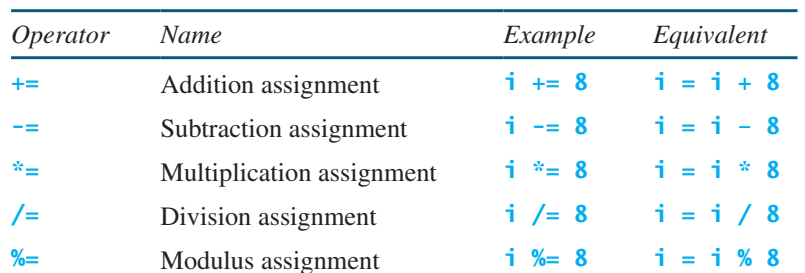 Operator Name Example Equivalent
+= Addition assignment i += 8 i = i + 8
-= Subtraction assignment i -= 8 i = i - 8
*= Multiplication assignment i *= 8 i = i * 8
/= Division assignment i /= 8 i = i / 8
%= Modulus assignment i %= 8 i = i % 8